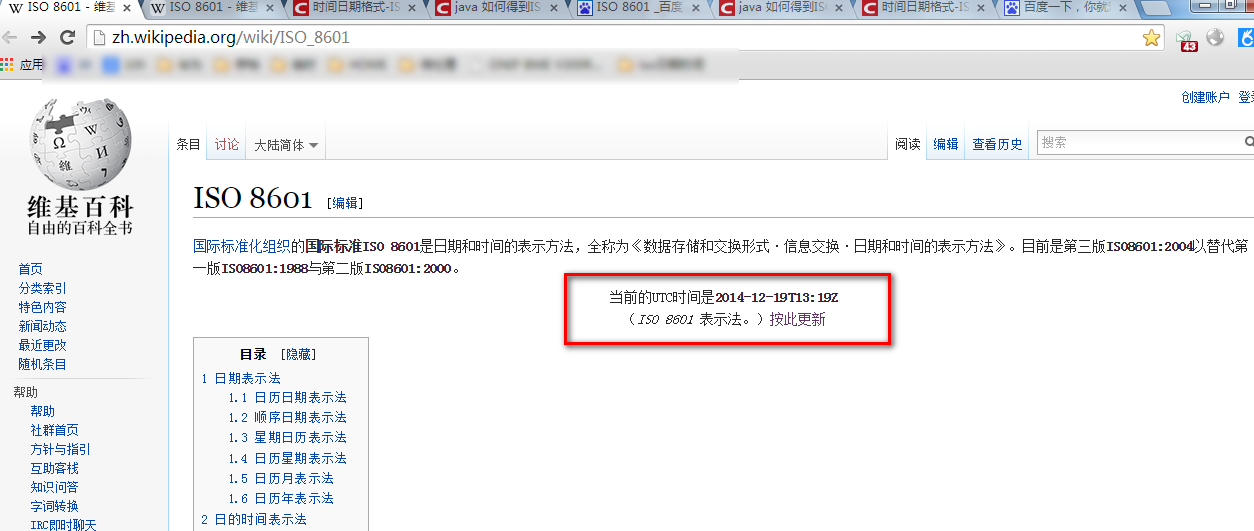 ISO 8601 - 维基
ISO 8601 - 维基
时间日期格式-IS
java 如何得到IS
ISO 8601 _百度
java 如何得到IS
时间日期格式-IS
百度一下，你就
zh.wikipedia.org/wiki/ISO_8601
43
应用
创建账户 登录
条目 讨论 大陆简体
阅读 编辑 查看历史 搜索
维基百科
自由的百科全书
ISO 8601 [编辑]
国际标准化组织的国际标准ISO 8601是日期和时间的表示方法，全称为《数据存储和交换形式·信息交换·日期和时间的表示方法》。目前是第三版ISO8601:2004以替代第
一版ISO8601:1988与第二版ISO8601:2000。
当前的UTC时间是2014-12-19T13:19Z
（ISO 8601 表示法。）按此更新
首页
分类索引
特色内容
新闻动态
最近更改
随机条目
帮助
帮助
社群首页
方针与指引
互助客栈
知识问答
字词转换
IRC即时聊天
目录 [隐藏]
1 日期表示法
1.1 日历日期表示法
1.2 顺序日期表示法
1.3 星期日历表示法
1.4 日历星期表示法
1.5 日历月表示法
1.6 日历年表示法
2 日的时间表示法